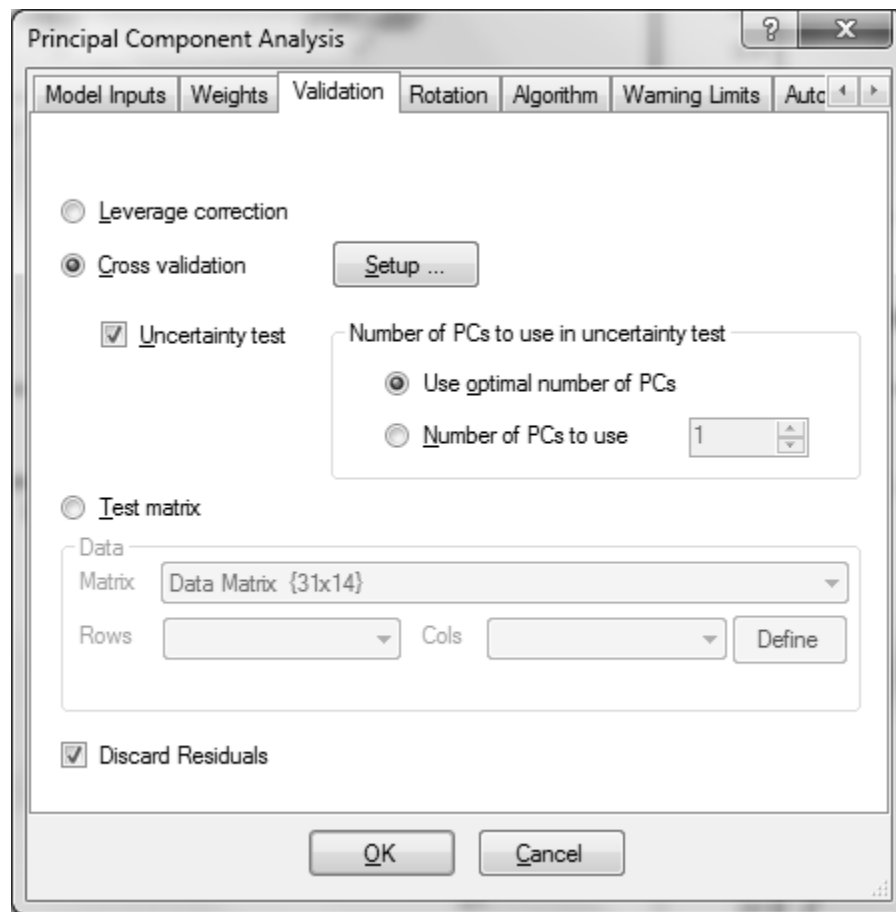 Principal Component Analysis
Model Inputs Weights Validation Rotation Algorithm Warning Limits Autc
Leverage correction
Cross validation Setup ...
Uncertainty test Number of PCs to use in uncertainty test
Use optimal number of PCs
Number of PCs to use 1
Test matrix
Data
Matrix Data Matrix {31x14}
Rows Cols Define
Discard Residuals
OK Cancel